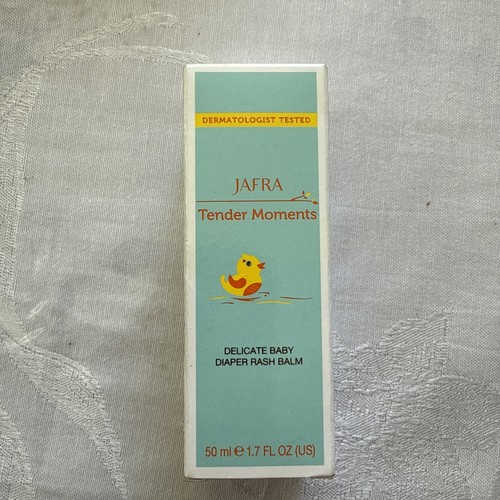 DERMATOLOGIST TESTED
JAFRA
Tender Moments
DELICATE BABY
DIAPER RASH BALM
50 ml ℮ 1.7 FL OZ (US)